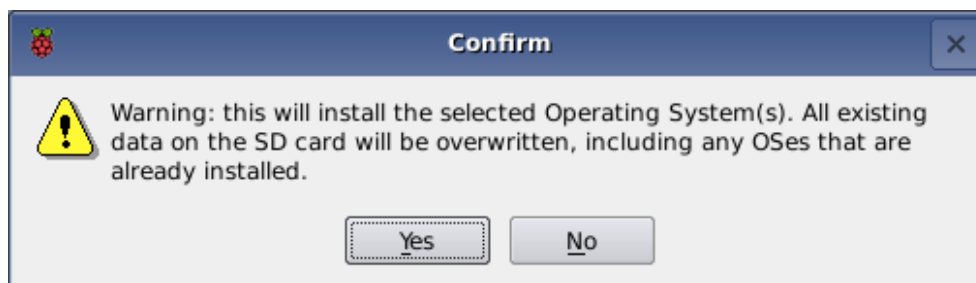 Confirm
Warning: this will install the selected Operating System(s). All existing
data on the SD card will be overwritten, including any OSes that are
already installed.
Yes
No